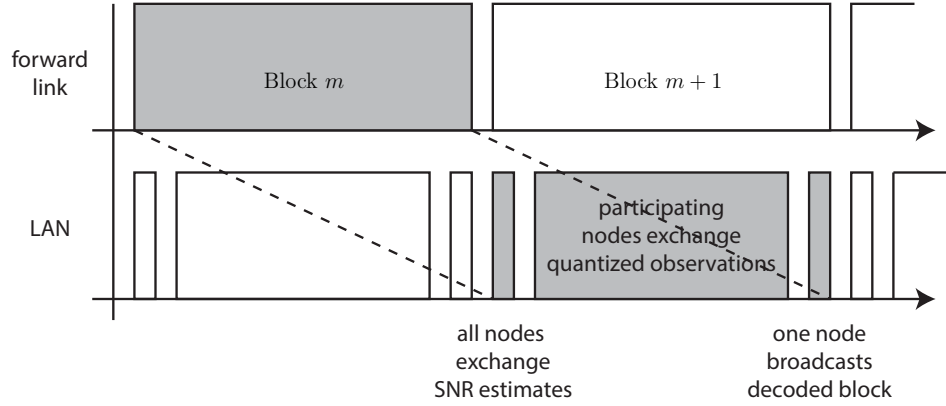 forward
link
Block m
Block m + 1
LAN
participating
nodes exchange
quantized observations
all nodes
exchange
SNR estimates
one node
broadcasts
decoded block